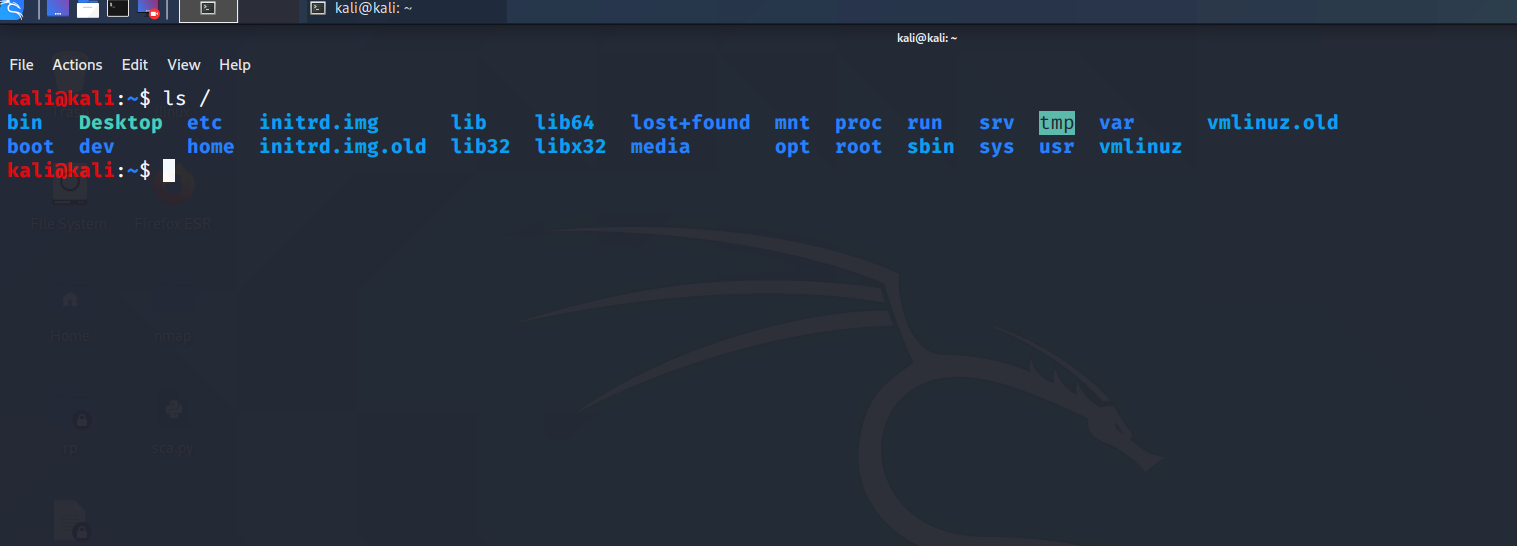 kali@kali: ~
kali@kali: ~
File Actions Edit View Help
kali@kali:~$ ls /
bin Desktop etc initrd.img lib lib64 lost+found mnt proc run srv tmp var vmlinuz.old
boot dev home initrd.img.old lib32 libx32 media opt root sbin sys usr vmlinuz
kali@kali:~$
File System Firefox ESR
Home nmap
rp